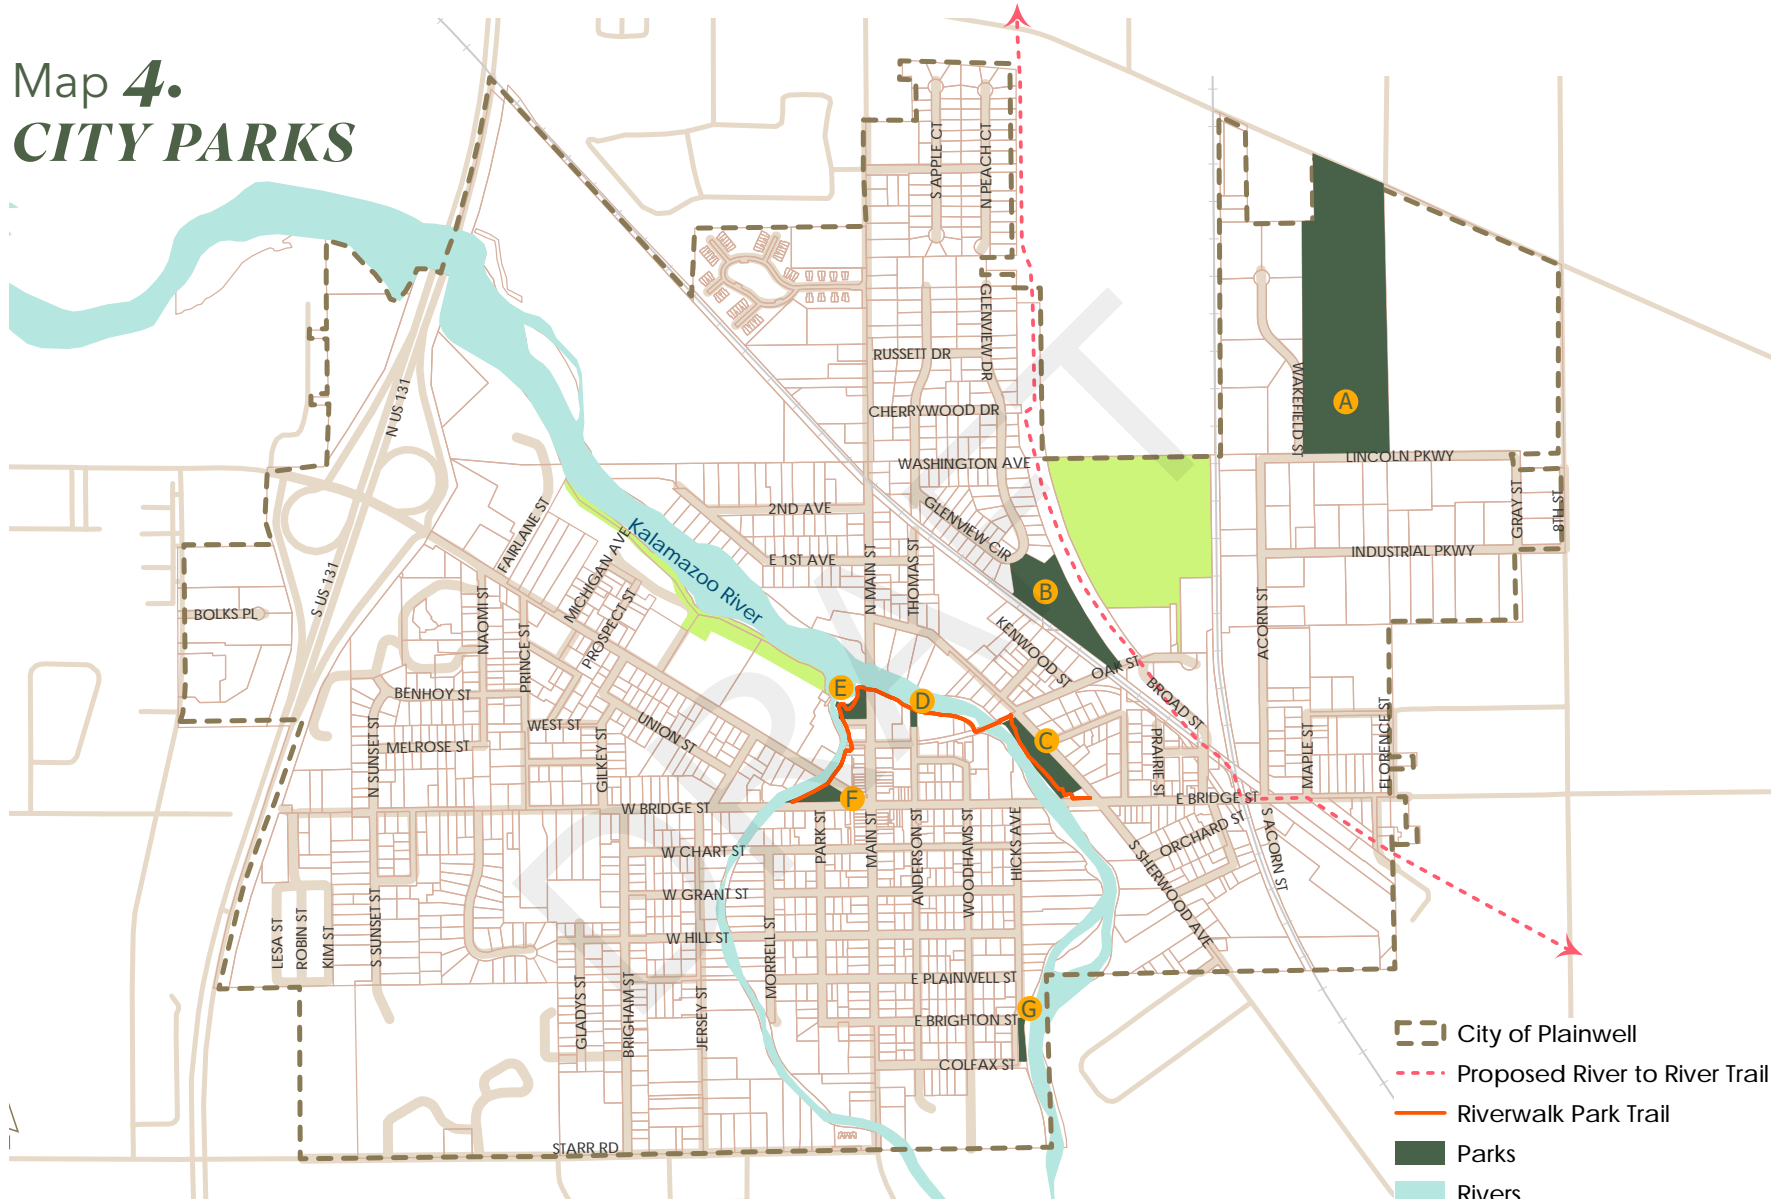 Map 4.
CITY PARKS
S APPLE CT
N PEACH CT
GLENVIEW DR
RUSSETT DR
CHERRYWOOD DR
WASHINGTON AVE
GLENVIEW CIR
N US 131
S US 131
WAKEFIELD ST
A
LINCOLN PKWY
GRAY ST
8TH ST
INDUSTRIAL PKWY
2ND AVE
E 1ST AVE
N MAIN ST
THOMAS ST
FAIRLANE ST
MICHIGAN AVE
PROSPECT ST
Kalamazoo River
B
KENWOOD ST
OAK ST
BROAD ST
ACORN ST
BOLKS PL
NAOMI ST
PRINCE ST
BENHOY ST
WEST ST
UNION ST
MELROSE ST
GILKEY ST
N SUNSET ST
E
D
C
F
PRAIRIE ST
MAPLE ST
FLORENCE ST
W BRIDGE ST
E BRIDGE ST
ORCHARD ST
S ACORN ST
S SHERWOOD AVE
PARK ST
MAIN ST
ANDERSON ST
WOODHAMS ST
HICKS AVE
W CHART ST
W GRANT ST
W HILL ST
MORRELL ST
E PLAINWELL ST
G
E BRIGHTON ST
COLFAX ST
LESA ST
ROBIN ST
KIM ST
S SUNSET ST
GLADYS ST
BRIGHAM ST
JERSEY ST
STARR RD
DRAFT
City of Plainwell
Proposed River to River Trail
Riverwalk Park Trail
Parks
Rivers